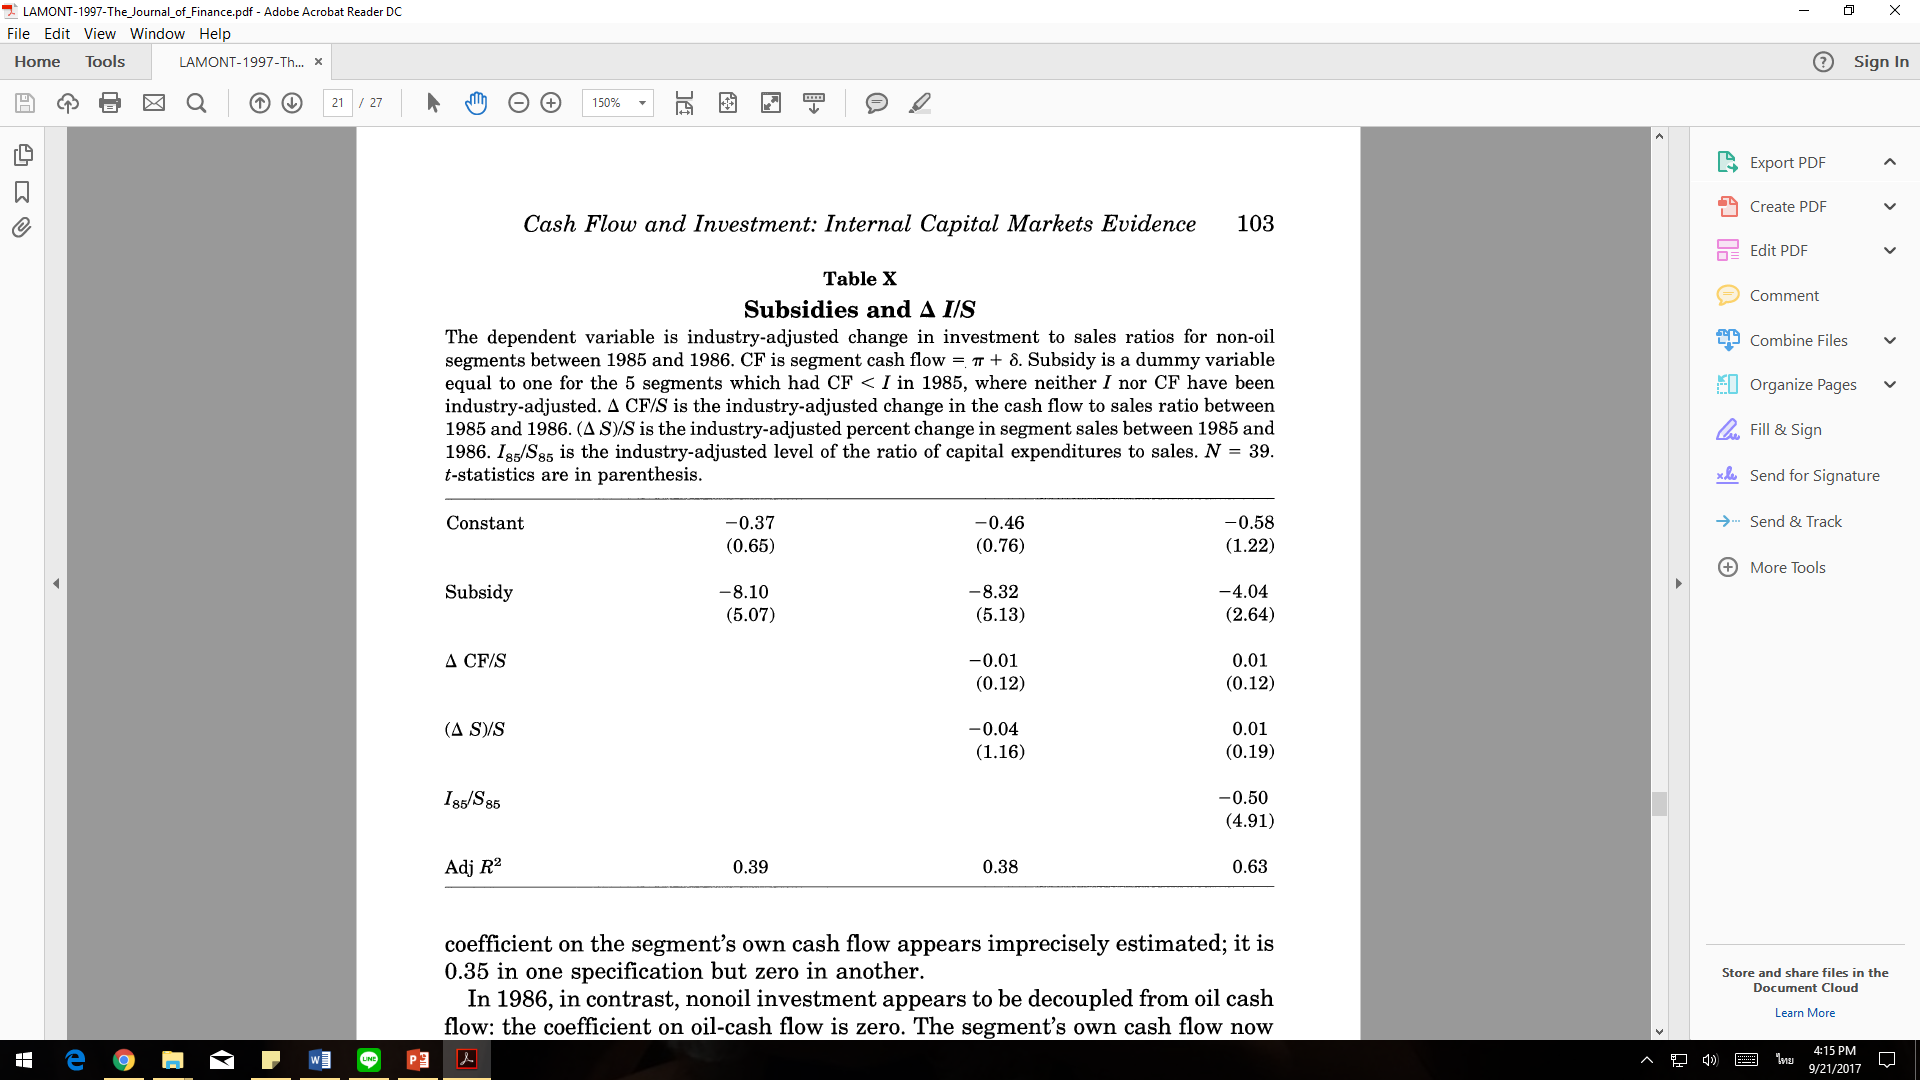 LAMONT-1997-The_Journal_of_Finance.pdf - Adobe Acrobat Reader DC
File Edit View Window Help
Home Tools LAMONT-1997-Th... × Sign In
21 / 27 150%
Cash Flow and Investment: Internal Capital Markets Evidence 103
Table X
Subsidies and Δ I/S
The dependent variable is industry-adjusted change in investment to sales ratios for non-oil
segments between 1985 and 1986. CF is segment cash flow = π + δ. Subsidy is a dummy variable
equal to one for the 5 segments which had CF < I in 1985, where neither I nor CF have been
industry-adjusted. Δ CF/S is the industry-adjusted change in the cash flow to sales ratio between
1985 and 1986. (Δ S)/S is the industry-adjusted percent change in segment sales between 1985 and
1986. I₈₅/S₈₅ is the industry-adjusted level of the ratio of capital expenditures to sales. N = 39.
t-statistics are in parenthesis.
Constant −0.37 −0.46 −0.58
(0.65) (0.76) (1.22)
Subsidy −8.10 −8.32 −4.04
(5.07) (5.13) (2.64)
Δ CF/S −0.01 0.01
(0.12) (0.12)
(Δ S)/S −0.04 0.01
(1.16) (0.19)
I₈₅/S₈₅ −0.50
(4.91)
Adj R² 0.39 0.38 0.63
coefficient on the segment's own cash flow appears imprecisely estimated; it is
0.35 in one specification but zero in another.
In 1986, in contrast, nonoil investment appears to be decoupled from oil cash
flow: the coefficient on oil-cash flow is zero. The segment's own cash flow now
Export PDF
Create PDF
Edit PDF
Comment
Combine Files
Organize Pages
Fill & Sign
Send for Signature
Send & Track
More Tools
Store and share files in the
Document Cloud
Learn More
LINE
ไทย
4:15 PM
9/21/2017